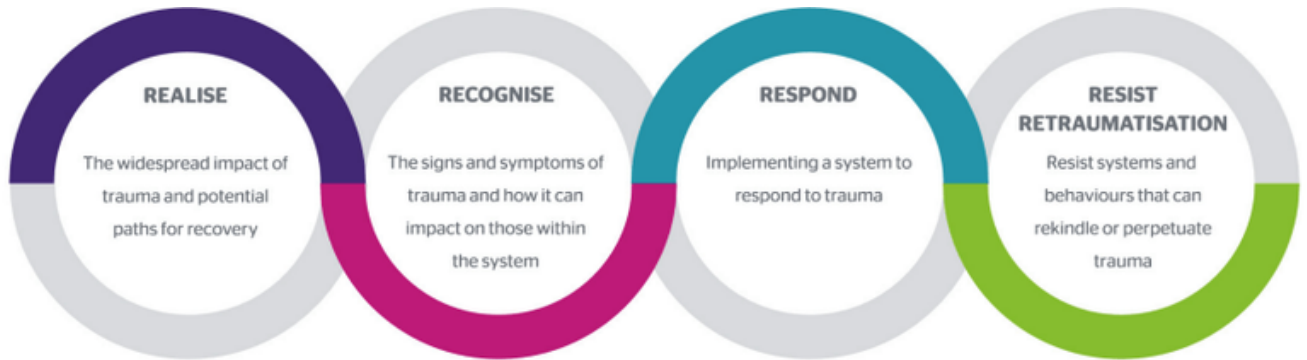 REALISE
The widespread impact of
trauma and potential
paths for recovery
RECOGNISE
The signs and symptoms of
trauma and how it can
impact on those within
the system
RESPOND
Implementing a system to
respond to trauma
RESIST
RETRAUMATISATION
Resist systems and
behaviours that can
rekindle or perpetuate
trauma